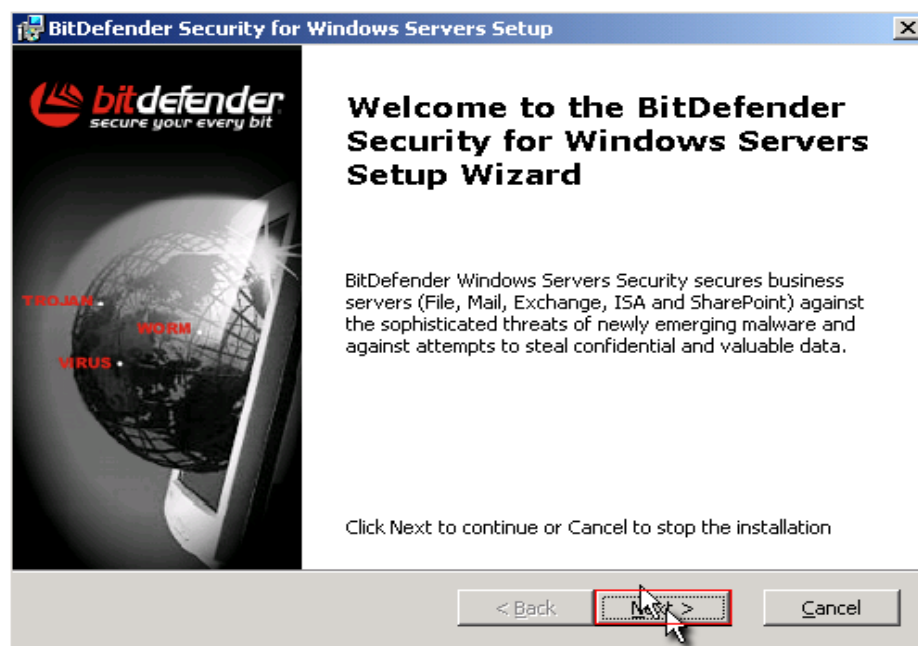 BitDefender Security for Windows Servers Setup
bitdefender
secure your every bit
Welcome to the BitDefender
Security for Windows Servers
Setup Wizard
TROJAN
WORM
VIRUS
BitDefender Windows Servers Security secures business
servers (File, Mail, Exchange, ISA and SharePoint) against
the sophisticated threats of newly emerging malware and
against attempts to steal confidential and valuable data.
Click Next to continue or Cancel to stop the installation
< Back
Next >
Cancel